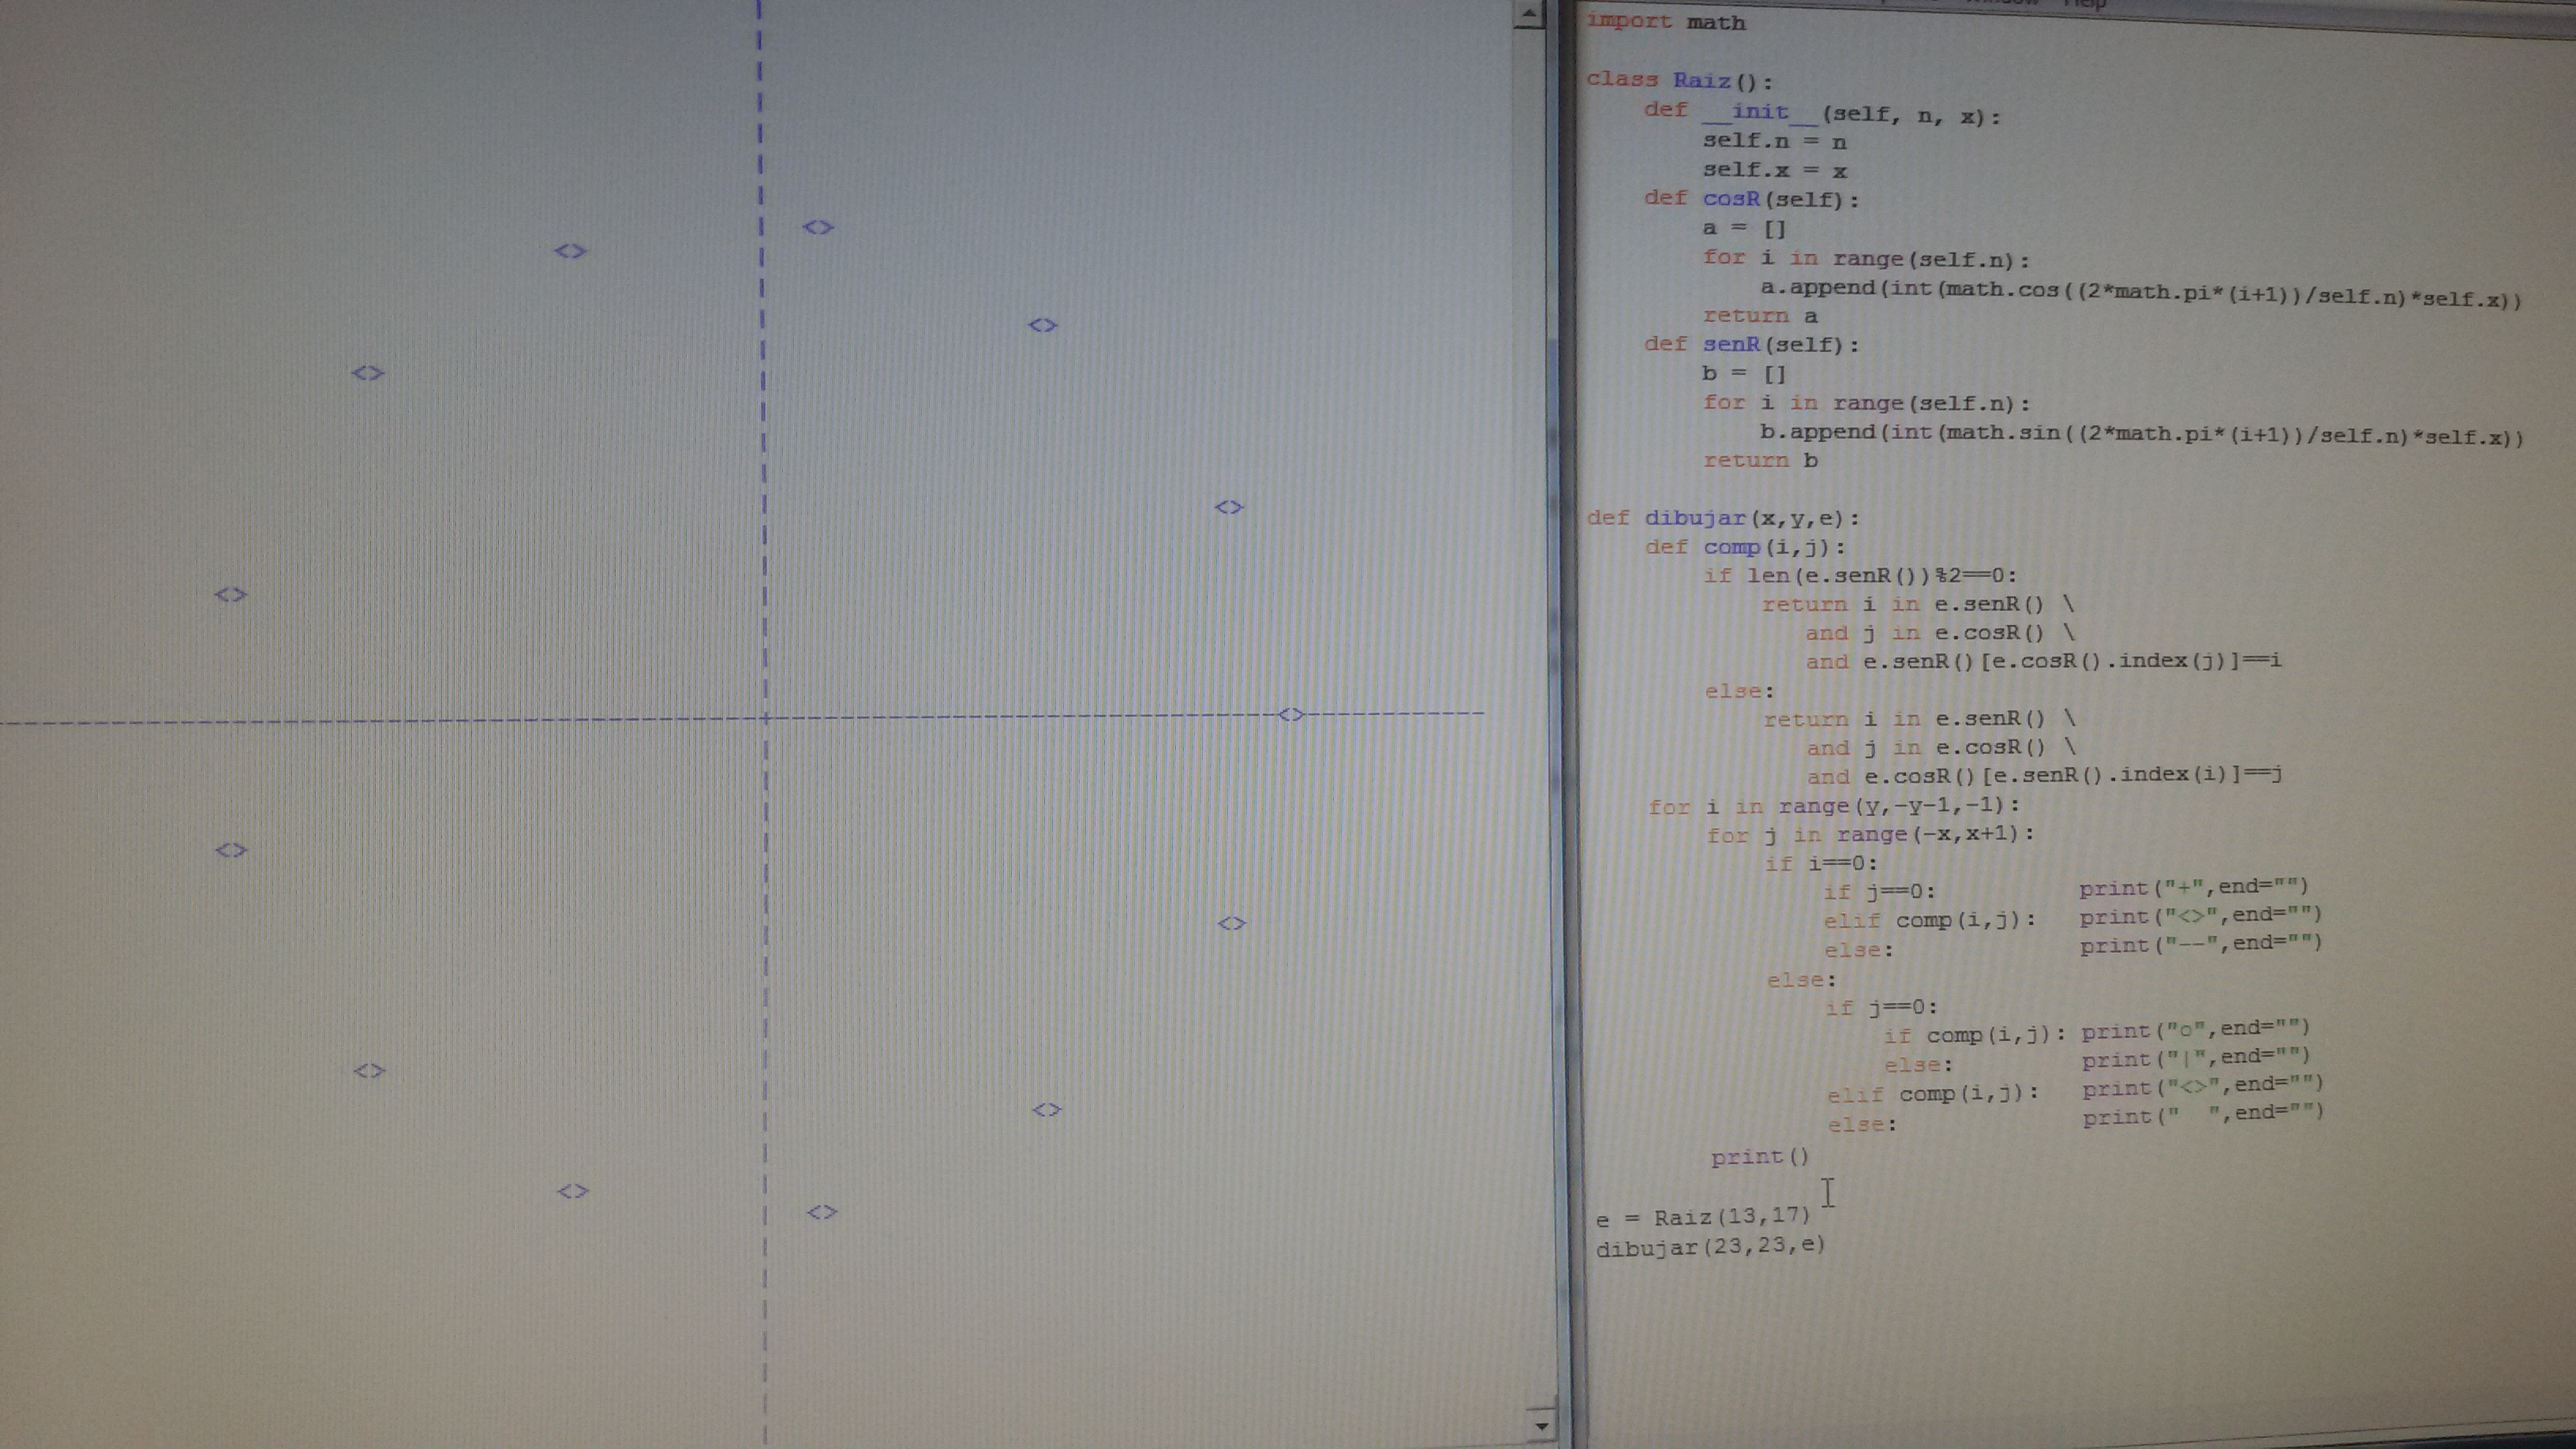 Help
import math
class Raiz():
    def __init__(self, n, x):
        self.n = n
        self.x = x
    def cosR(self):
        a = []
        for i in range(self.n):
            a.append(int(math.cos((2*math.pi*(i+1))/self.n)*self.x))
        return a
    def senR(self):
        b = []
        for i in range(self.n):
            b.append(int(math.sin((2*math.pi*(i+1))/self.n)*self.x))
        return b
def dibujar(x,y,e):
    def comp(i,j):
        if len(e.senR())%2==0:
            return i in e.senR() \
               and j in e.cosR() \
               and e.senR()[e.cosR().index(j)]==i
        else:
            return i in e.senR() \
               and j in e.cosR() \
               and e.cosR()[e.senR().index(i)]==j
    for i in range(y,-y-1,-1):
        for j in range(-x,x+1):
            if i==0:
                if j==0:          print("+",end="")
                elif comp(i,j):   print("<>",end="")
                else:             print("--",end="")
            else:
                if j==0:
                    if comp(i,j): print("o",end="")
                    else:         print("|",end="")
                elif comp(i,j):   print("<>",end="")
                else:             print("  ",end="")
        print()
e = Raiz(13,17)
dibujar(23,23,e)